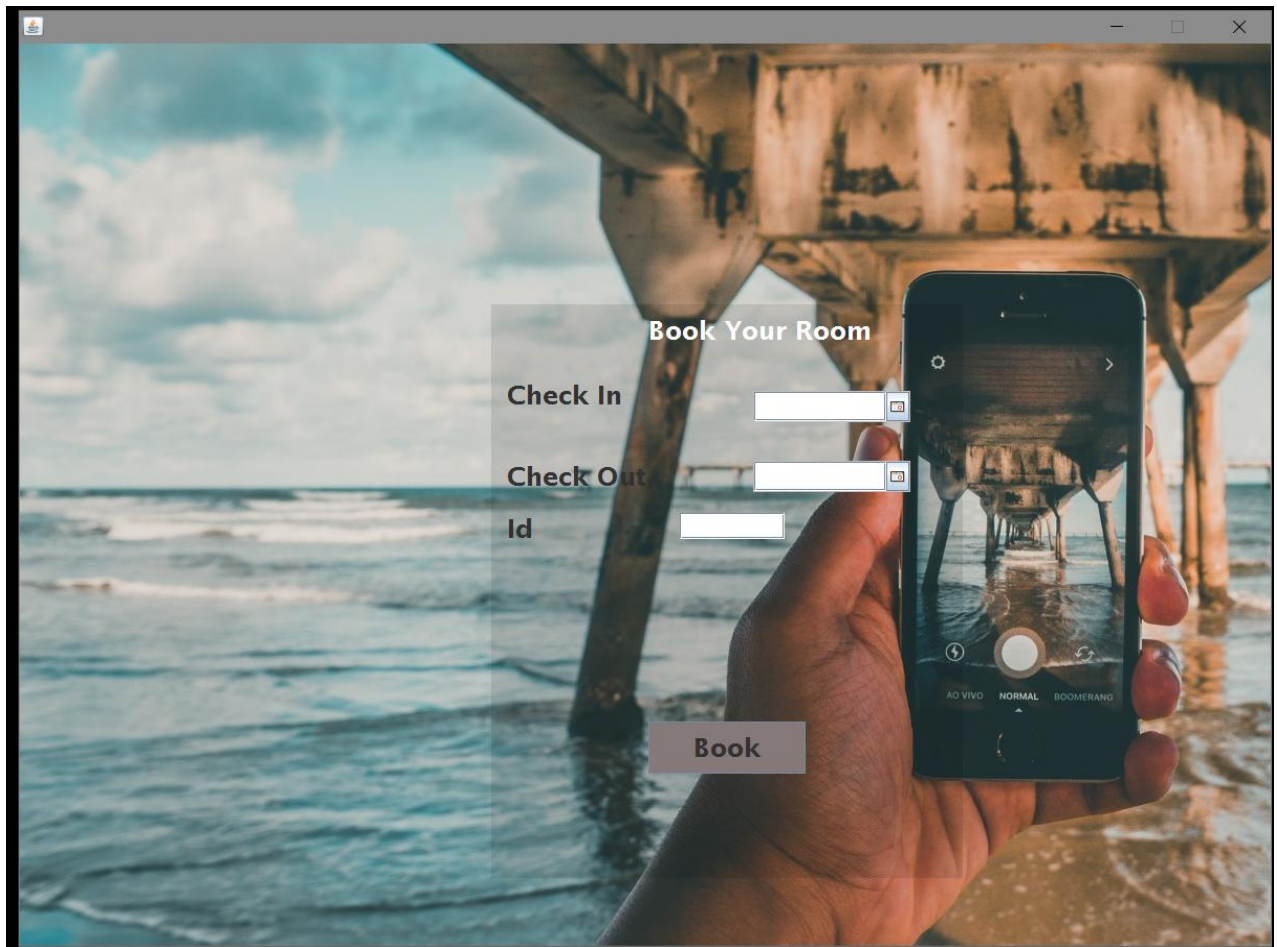 Book Your Room
Check In
Check Out
Id
AO VIVO NORMAL BOOMERANG
Book